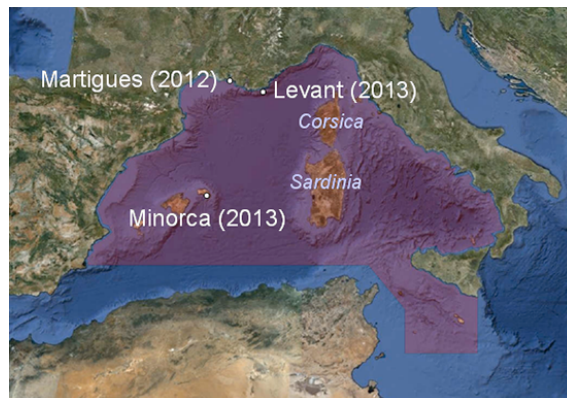 Martigues (2012)
Levant (2013)
Corsica
Sardinia
Minorca (2013)